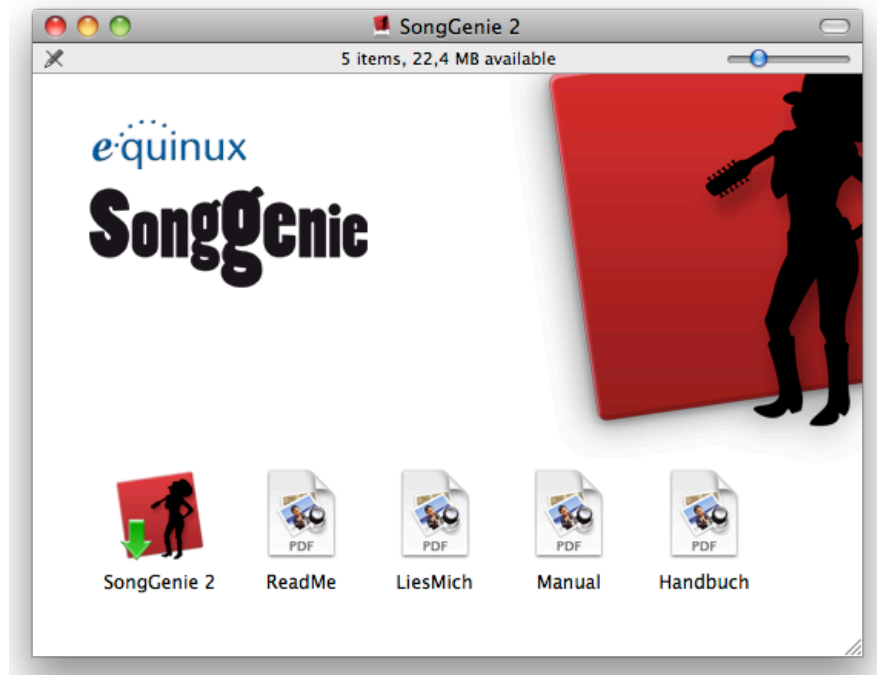 SongGenie 2
5 items, 22,4 MB available
e·quinux
SongGenie
PDF PDF PDF PDF
SongGenie 2 ReadMe LiesMich Manual Handbuch